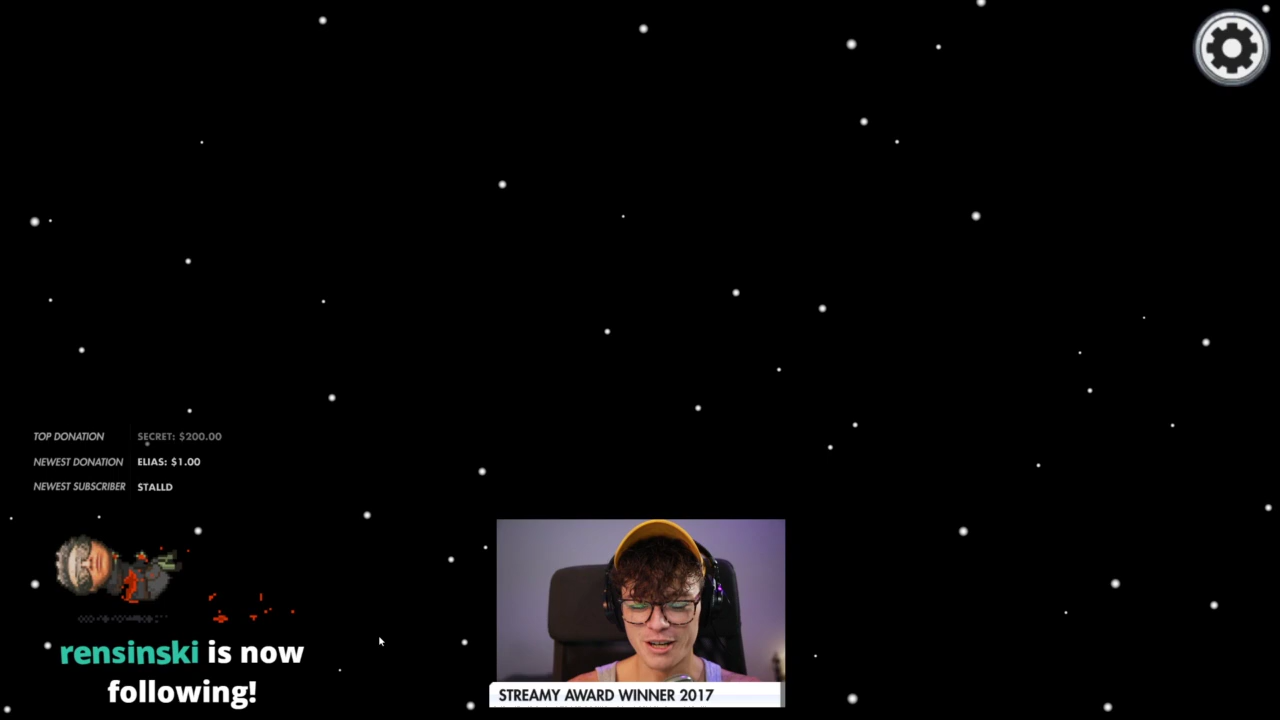 TOP DONATION SECRET: $200.00
NEWEST DONATION ELIAS: $1.00
NEWEST SUBSCRIBER STALLD
rensinski is now
following!
STREAMY AWARD WINNER 2017